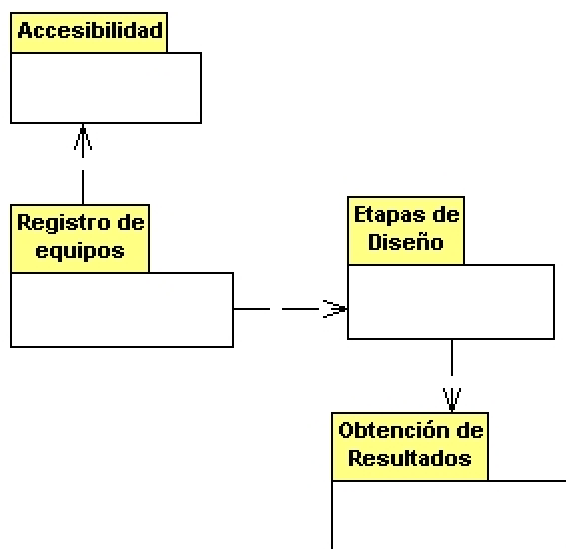 Accesibilidad
Registro de
equipos
Etapas de
Diseño
Obtención de
Resultados